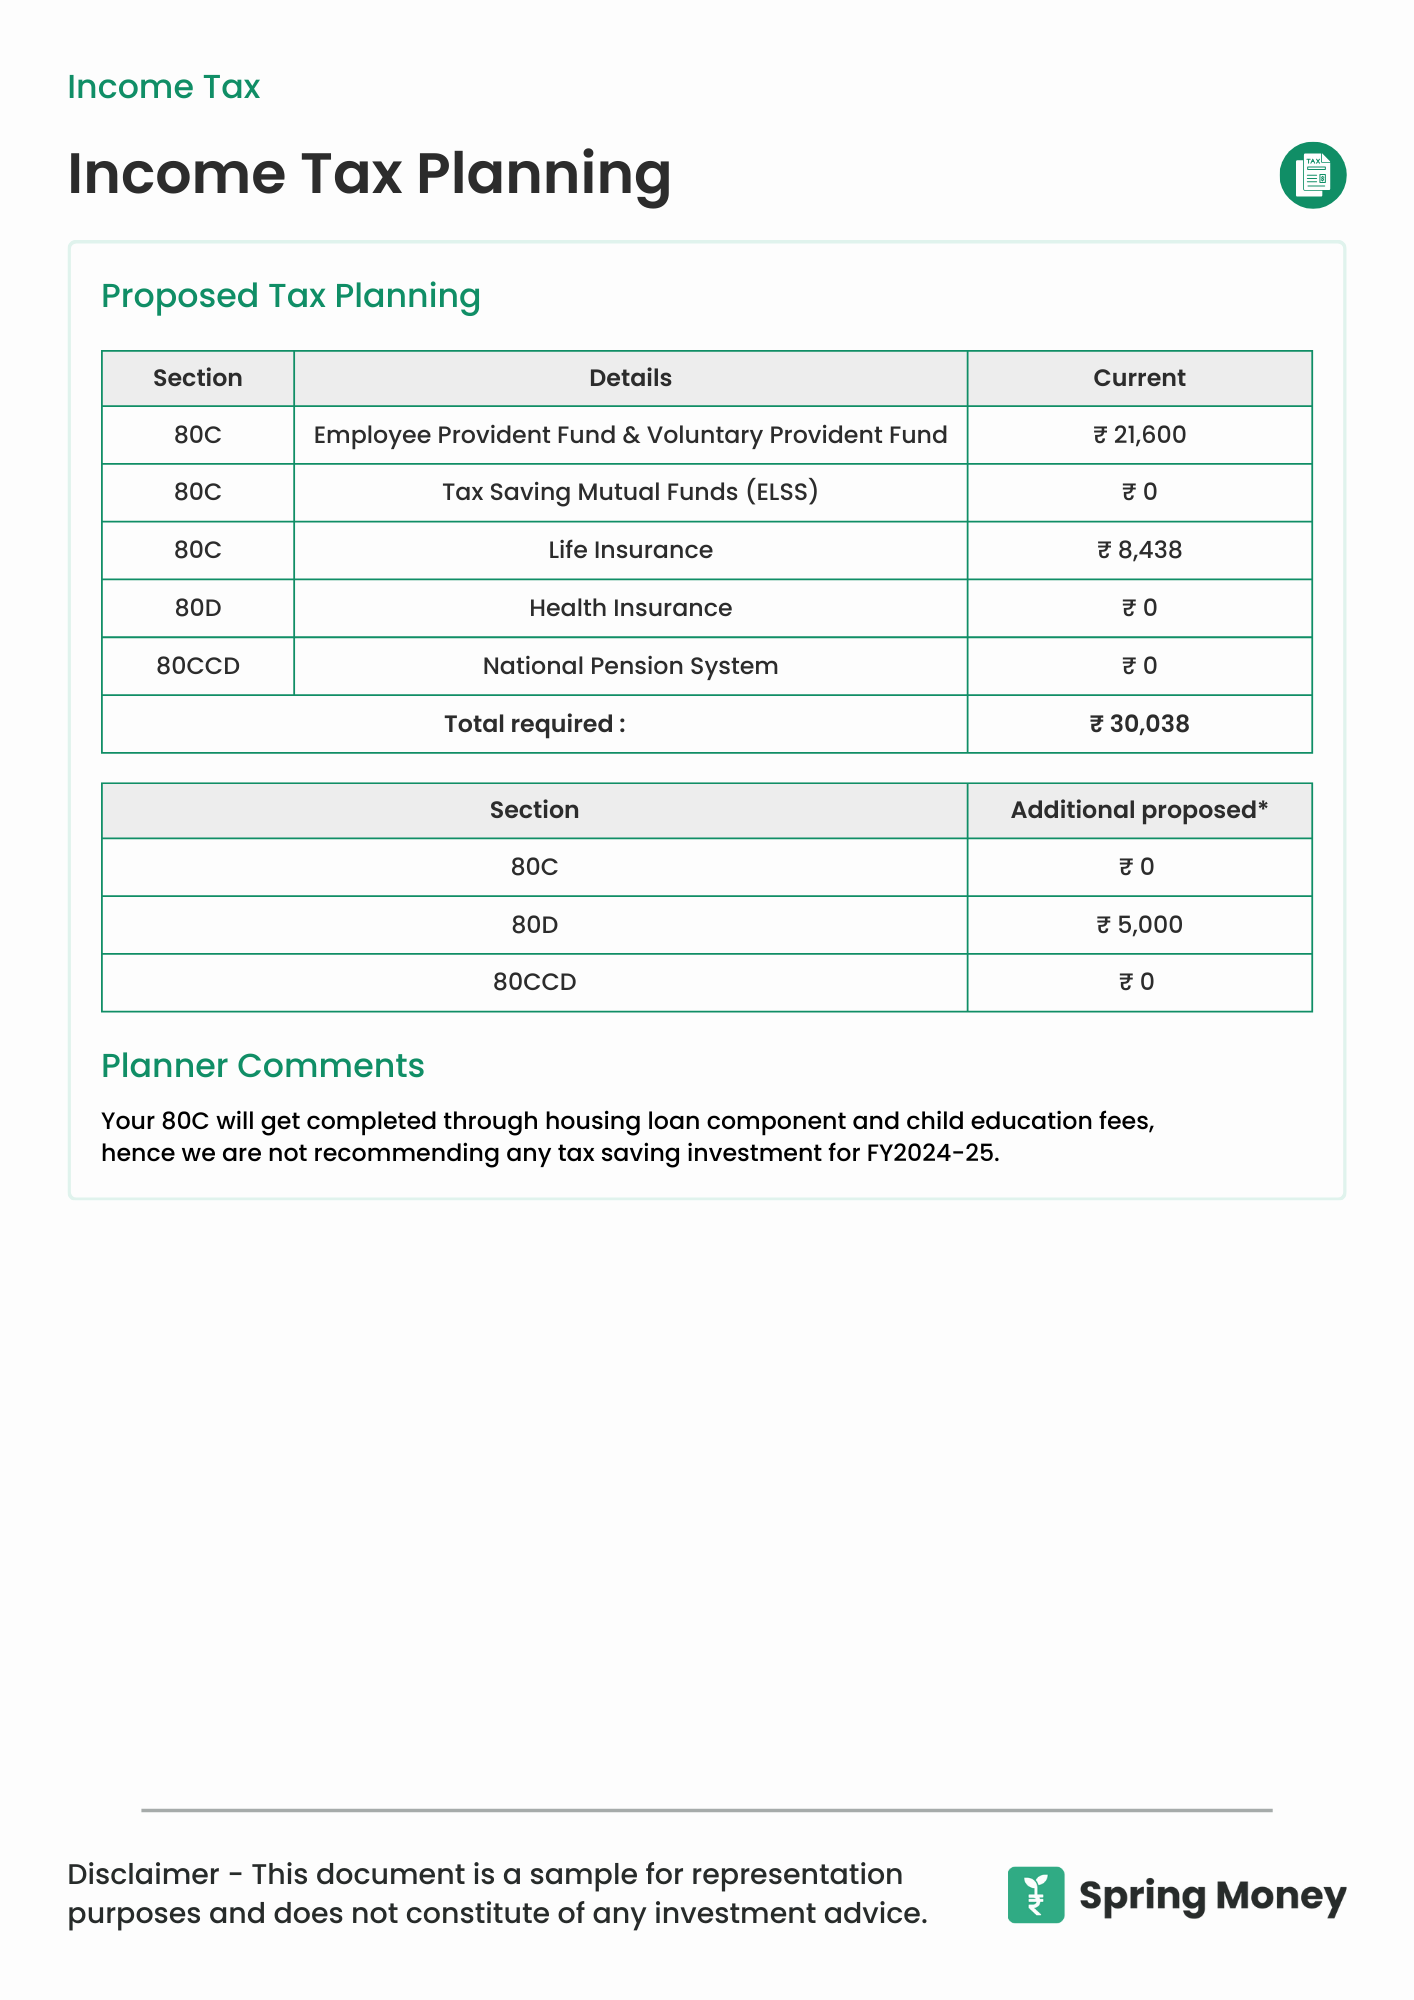 Income Tax
Income Tax Planning
TAX
Proposed Tax Planning
Section Details Current
80C Employee Provident Fund & Voluntary Provident Fund ₹ 21,600
80C Tax Saving Mutual Funds (ELSS) ₹ 0
80C Life Insurance ₹ 8,438
80D Health Insurance ₹ 0
80CCD National Pension System ₹ 0
Total required : ₹ 30,038
Section Additional proposed*
80C ₹ 0
80D ₹ 5,000
80CCD ₹ 0
Planner Comments
Your 80C will get completed through housing loan component and child education fees,
hence we are not recommending any tax saving investment for FY2024-25.
Disclaimer - This document is a sample for representation
purposes and does not constitute of any investment advice.
Spring Money